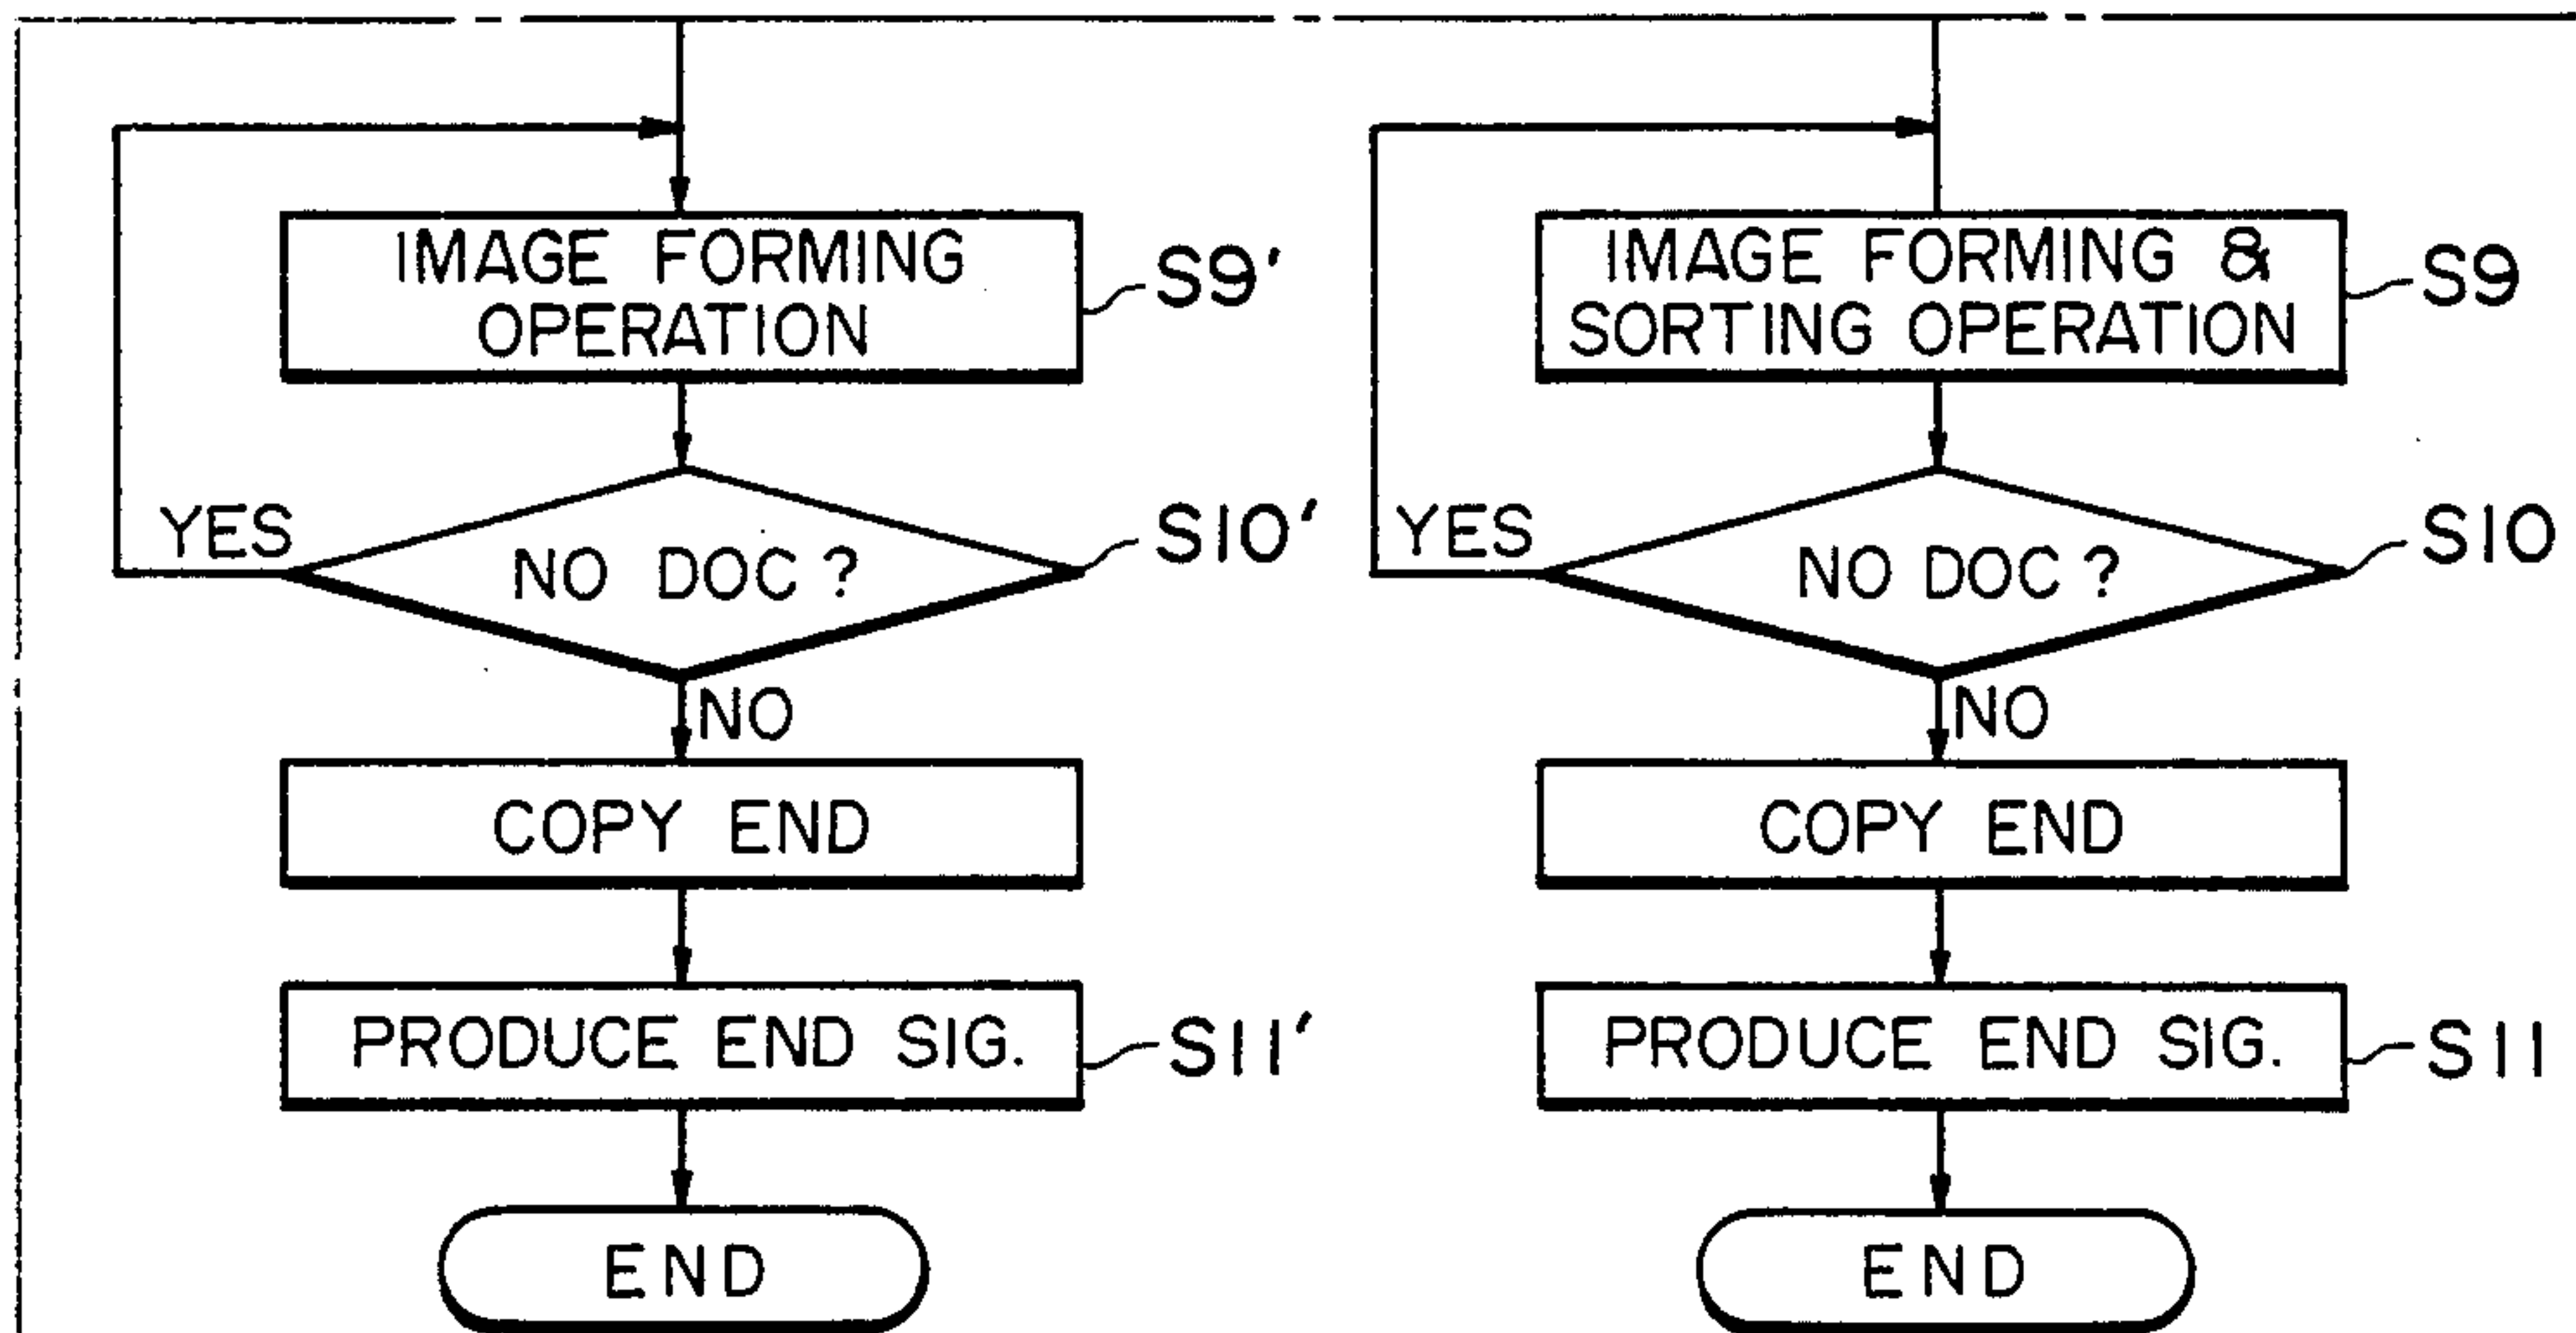 IMAGE FORMING
OPERATION
S9'
YES
NO DOC ?
S10'
NO
COPY END
PRODUCE END SIG.
S11'
END
IMAGE FORMING &
SORTING OPERATION
S9
YES
NO DOC ?
S10
NO
COPY END
PRODUCE END SIG.
S11
END